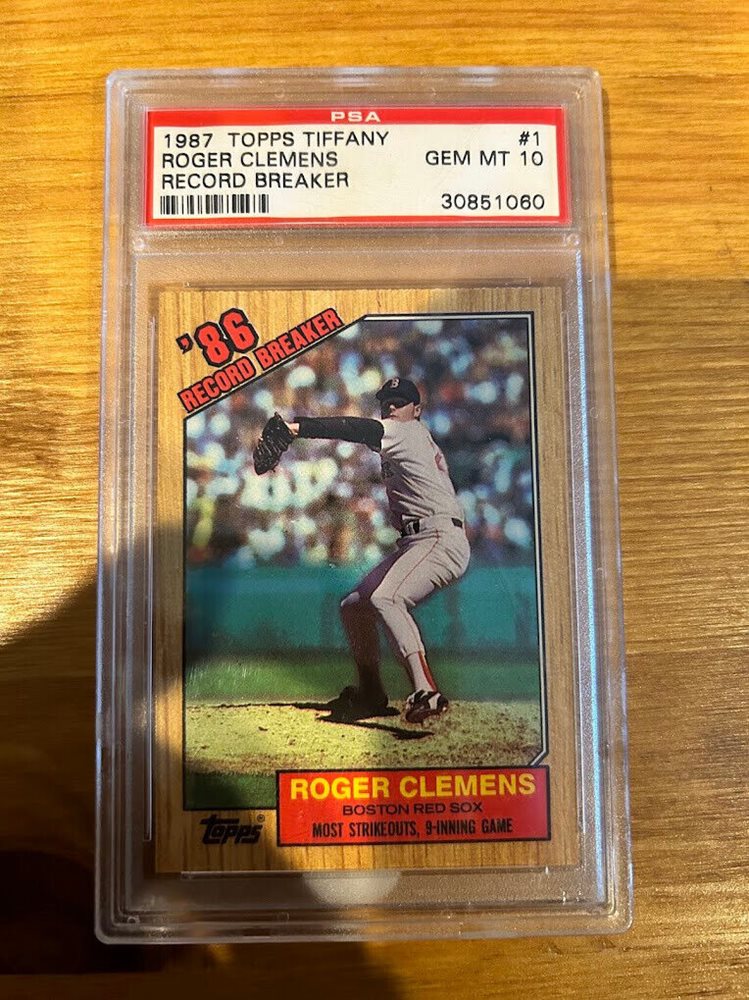 PSA
1987 TOPPS TIFFANY #1
ROGER CLEMENS GEM MT 10
RECORD BREAKER
30851060
'86
RECORD BREAKER
B
ROGER CLEMENS
BOSTON RED SOX
topps®
MOST STRIKEOUTS, 9-INNING GAME